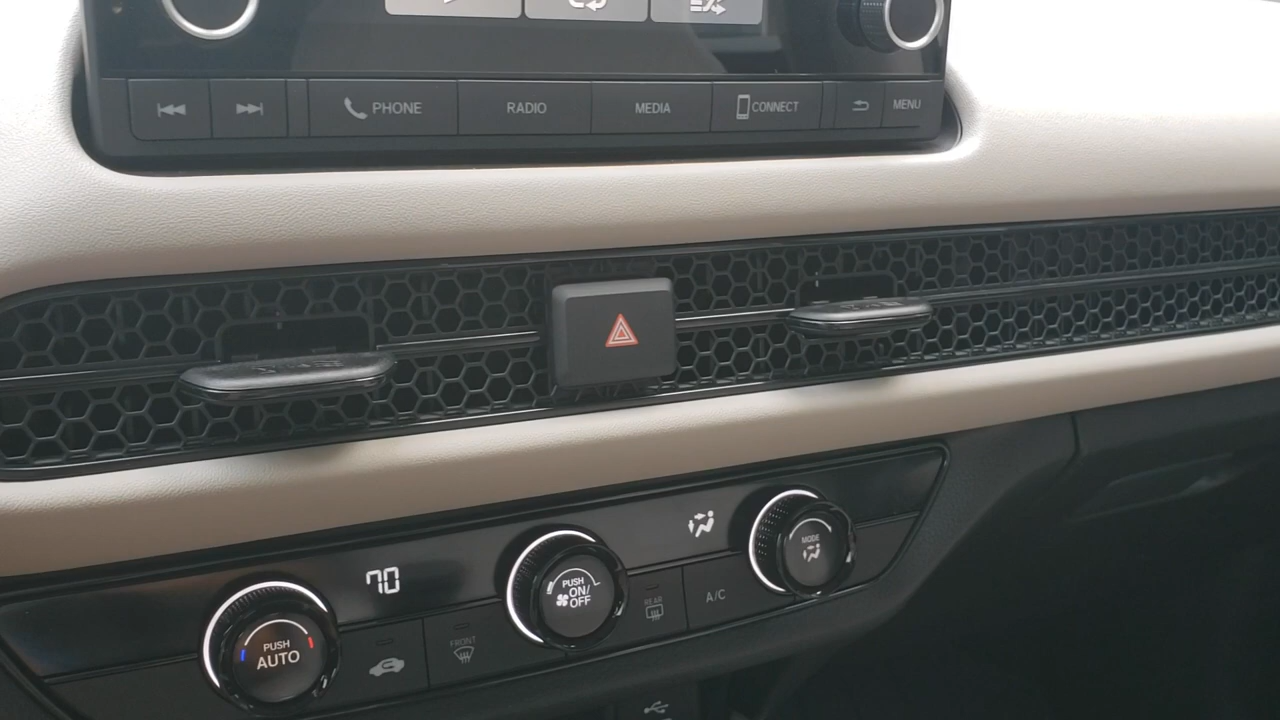 PHONE
RADIO
MEDIA
CONNECT
MENU
70
PUSH
AUTO
FRONT
PUSH
ON/
OFF
REAR
A/C
MODE